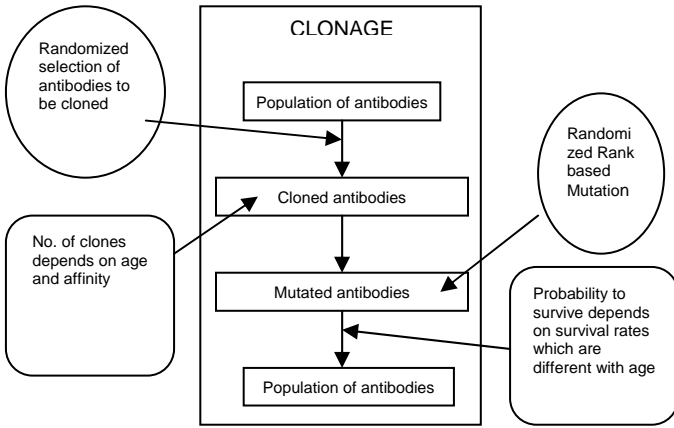 CLONAGE
Randomized
selection of
antibodies to
be cloned
Population of antibodies
Randomi
zed Rank
based
Mutation
Cloned antibodies
No. of clones
depends on age
and affinity
Mutated antibodies
Probability to
survive depends
on survival rates
which are
different with age
Population of antibodies